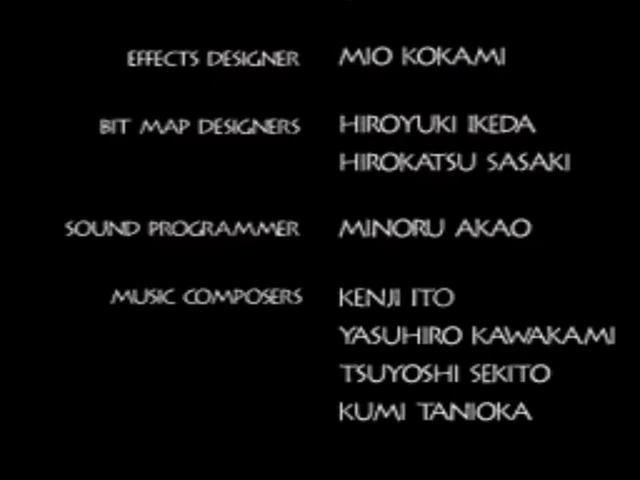 EFFECTS DESIGNER MIO KOKAMI
BIT MAP DESIGNERS HIROYUKI IKEDA
HIROKATSU SASAKI
SOUND PROGRAMMER MINORU AKAO
MUSIC COMPOSERS KENJI ITO
YASUHIRO KAWAKAMI
TSUYOSHI SEKITO
KUMI TANIOKA